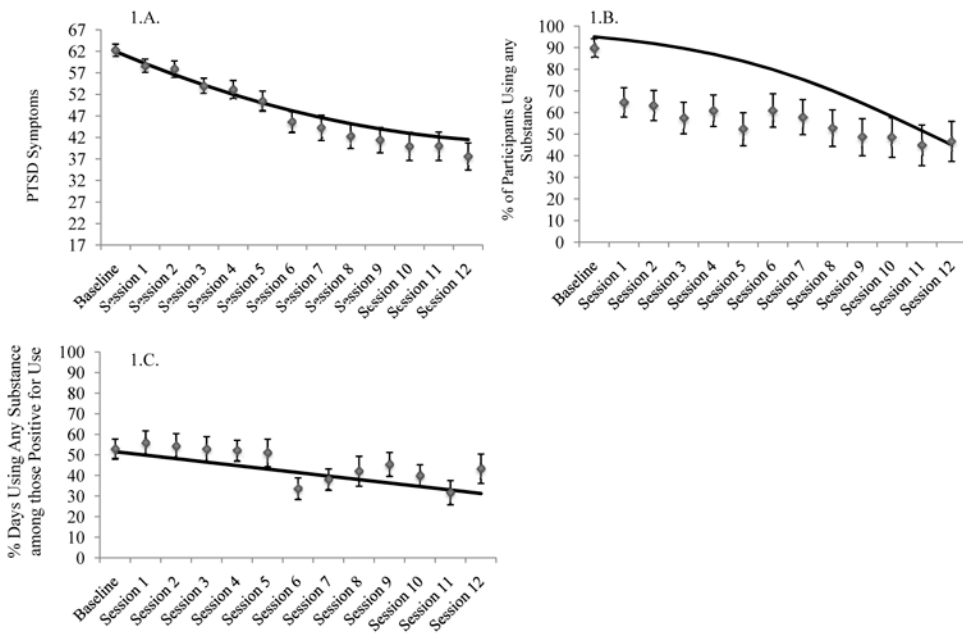 1.A.
PTSD Symptoms
67
62
57
52
47
42
37
32
27
22
17
Baseline
Session 1
Session 2
Session 3
Session 4
Session 5
Session 6
Session 7
Session 8
Session 9
Session 10
Session 11
Session 12
1.B.
% of Participants Using any
Substance
100
90
80
70
60
50
40
30
20
10
0
Baseline
Session 1
Session 2
Session 3
Session 4
Session 5
Session 6
Session 7
Session 8
Session 9
Session 10
Session 11
Session 12
1.C.
% Days Using Any Substance
among those Positive for Use
100
90
80
70
60
50
40
30
20
10
0
Baseline
Session 1
Session 2
Session 3
Session 4
Session 5
Session 6
Session 7
Session 8
Session 9
Session 10
Session 11
Session 12